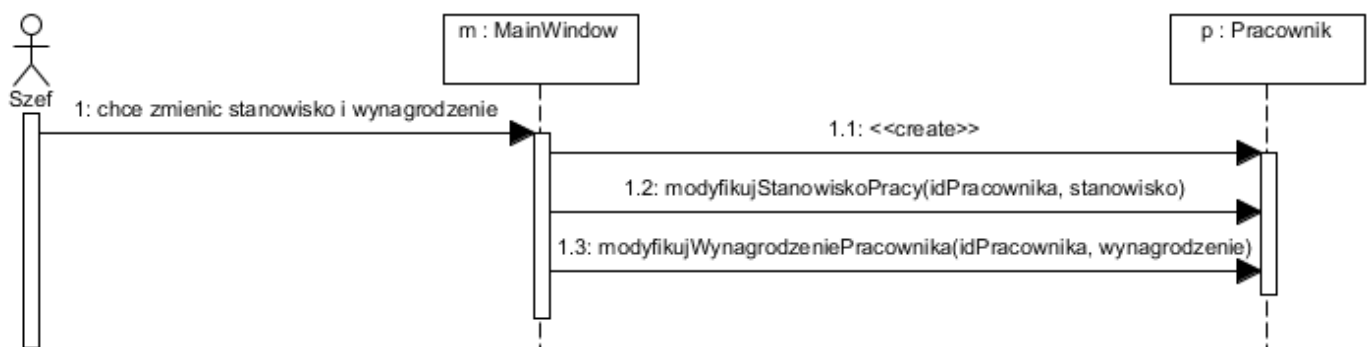 m : MainWindow
p : Pracownik
Szef
1: chce zmienic stanowisko i wynagrodzenie
1.1: <<create>>
1.2: modyfikujStanowiskoPracy(idPracownika, stanowisko)
1.3: modyfikujWynagrodzeniePracownika(idPracownika, wynagrodzenie)